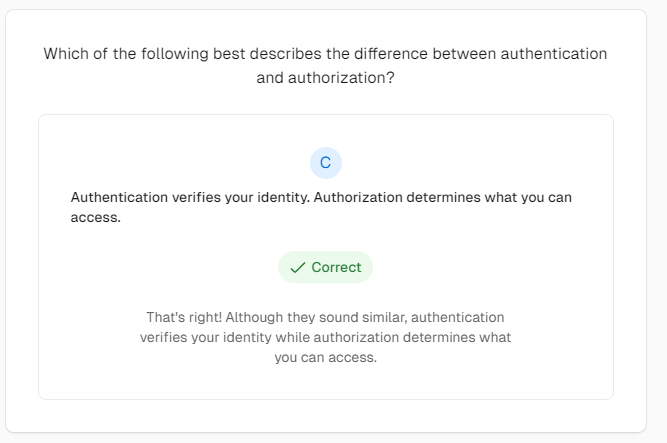 Which of the following best describes the difference between authentication
and authorization?
C
Authentication verifies your identity. Authorization determines what you can
access.
Correct
That's right! Although they sound similar, authentication
verifies your identity while authorization determines what
you can access.